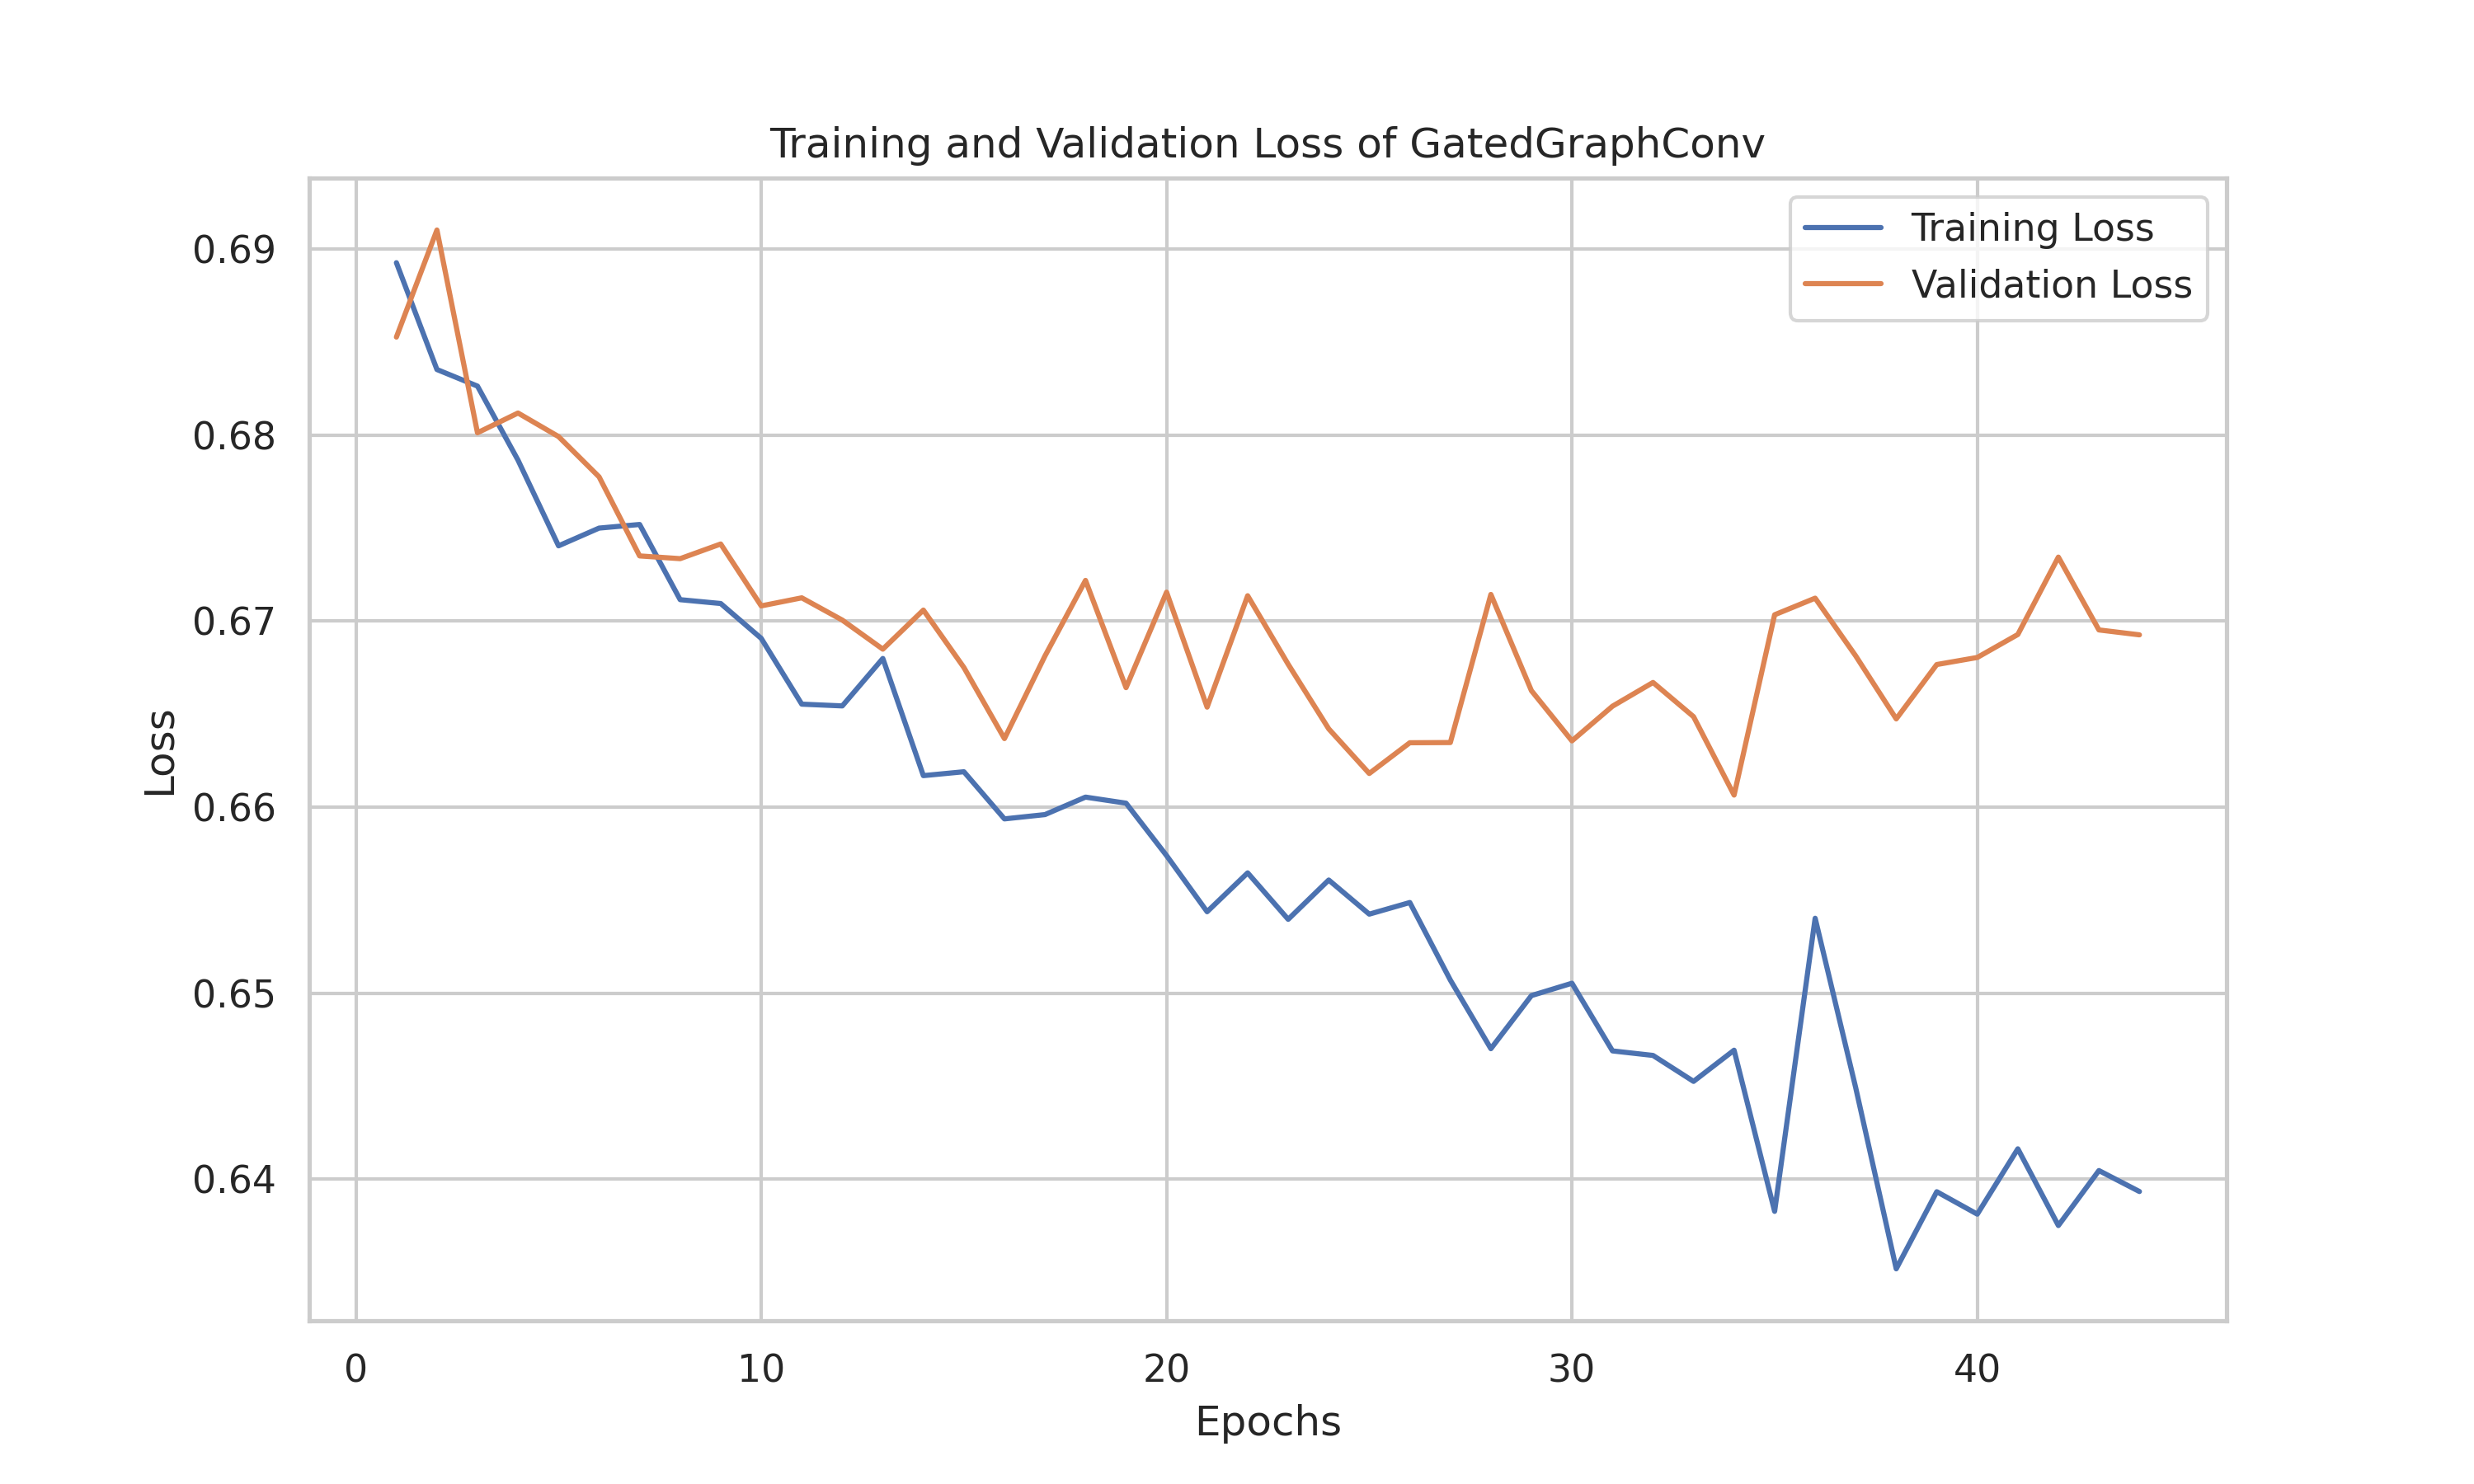 Training and Validation Loss of GatedGraphConv
Training Loss
Validation Loss
0.69
0.68
0.67
0.66
0.65
0.64
Loss
0
10
20
30
40
Epochs